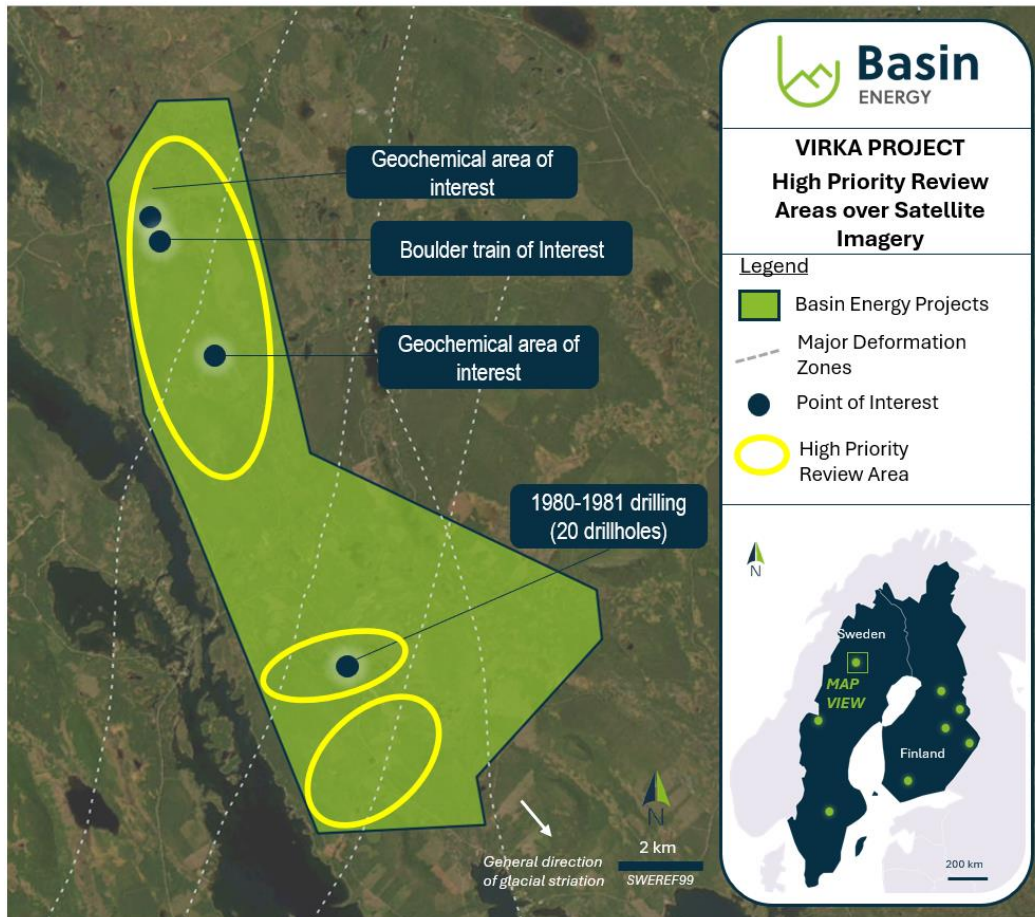 Geochemical area of
interest
Boulder train of Interest
Geochemical area of
interest
1980-1981 drilling
(20 drillholes)
General direction
of glacial striation
N
2 km
SWEREF99
Basin
ENERGY
VIRKA PROJECT
High Priority Review
Areas over Satellite
Imagery
Legend
Basin Energy Projects
Major Deformation
Zones
Point of Interest
High Priority
Review Area
N
Sweden
MAP
VIEW
Finland
200 km